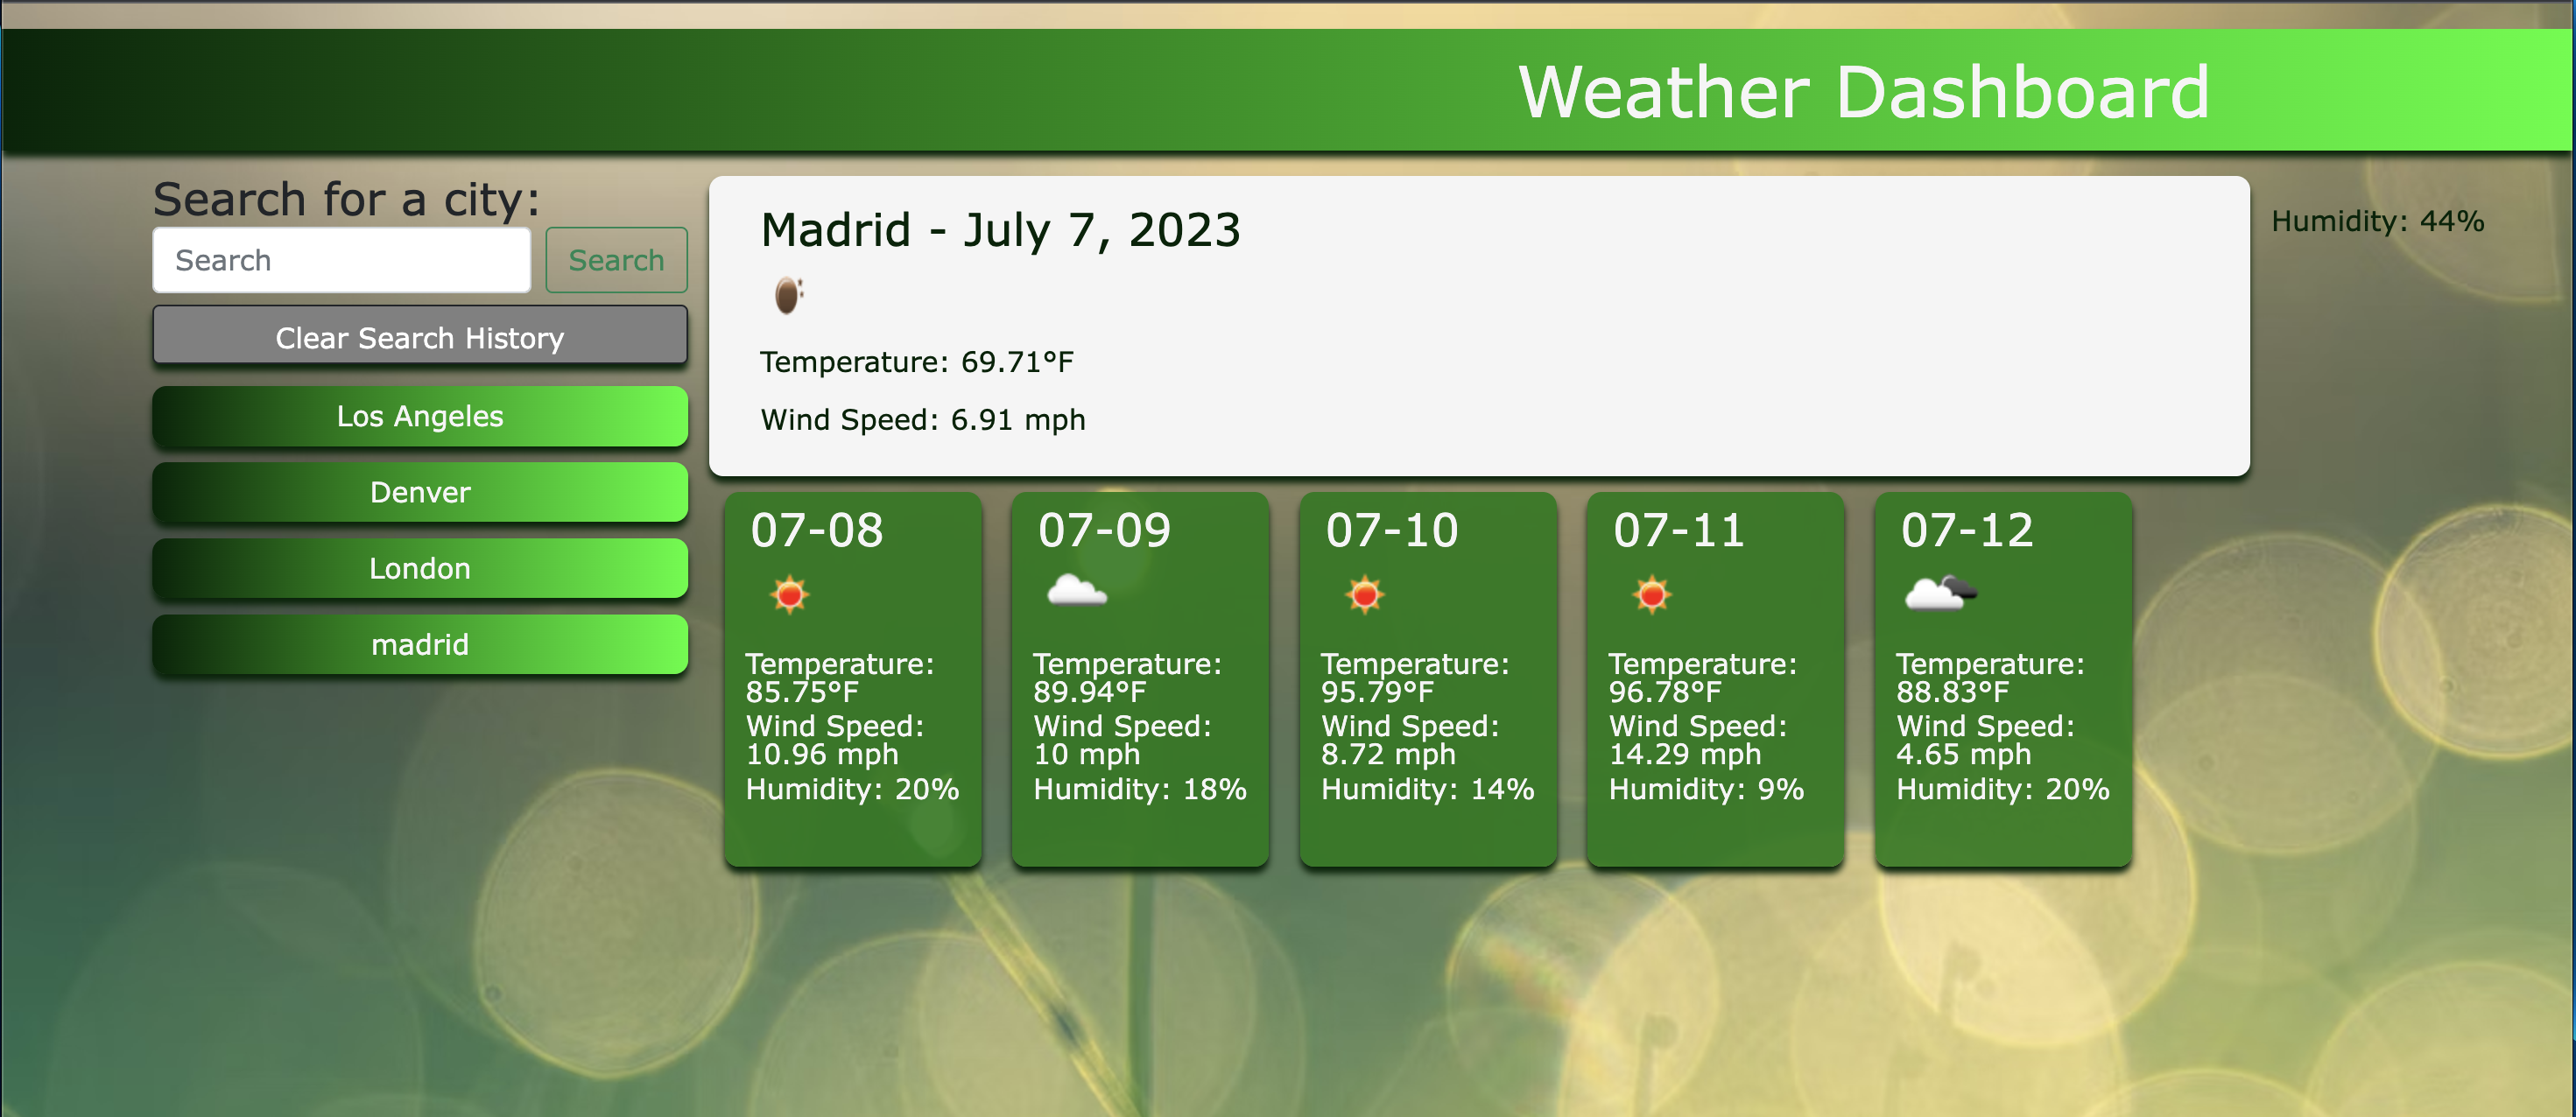 Weather Dashboard
Search for a city:
Search
Search
Clear Search History
Los Angeles
Denver
London
madrid
Madrid - July 7, 2023
Temperature: 69.71°F
Wind Speed: 6.91 mph
Humidity: 44%
07-08
Temperature:
85.75°F
Wind Speed:
10.96 mph
Humidity: 20%
07-09
Temperature:
89.94°F
Wind Speed:
10 mph
Humidity: 18%
07-10
Temperature:
95.79°F
Wind Speed:
8.72 mph
Humidity: 14%
07-11
Temperature:
96.78°F
Wind Speed:
14.29 mph
Humidity: 9%
07-12
Temperature:
88.83°F
Wind Speed:
4.65 mph
Humidity: 20%